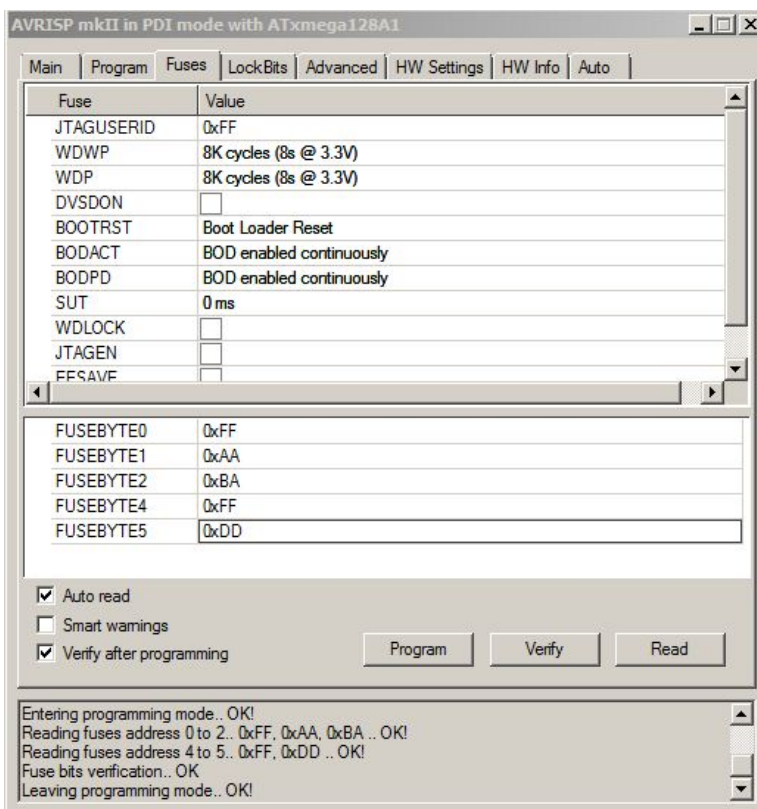 AVRISP mkII in PDI mode with ATxmega128A1
Main Program Fuses LockBits Advanced HW Settings HW Info Auto
Fuse Value
JTAGUSERID 0xFF
WDWP 8K cycles (8s @ 3.3V)
WDP 8K cycles (8s @ 3.3V)
DVSDON
BOOTRST Boot Loader Reset
BODACT BOD enabled continuously
BODPD BOD enabled continuously
SUT 0 ms
WDLOCK
JTAGEN
EESAVE
FUSEBYTE0 0xFF
FUSEBYTE1 0xAA
FUSEBYTE2 0xBA
FUSEBYTE4 0xFF
FUSEBYTE5 0xDD
Auto read
Smart warnings
Verify after programming
Program Verify Read
Entering programming mode.. OK!
Reading fuses address 0 to 2.. 0xFF, 0xAA, 0xBA .. OK!
Reading fuses address 4 to 5.. 0xFF, 0xDD .. OK!
Fuse bits verification.. OK
Leaving programming mode.. OK!